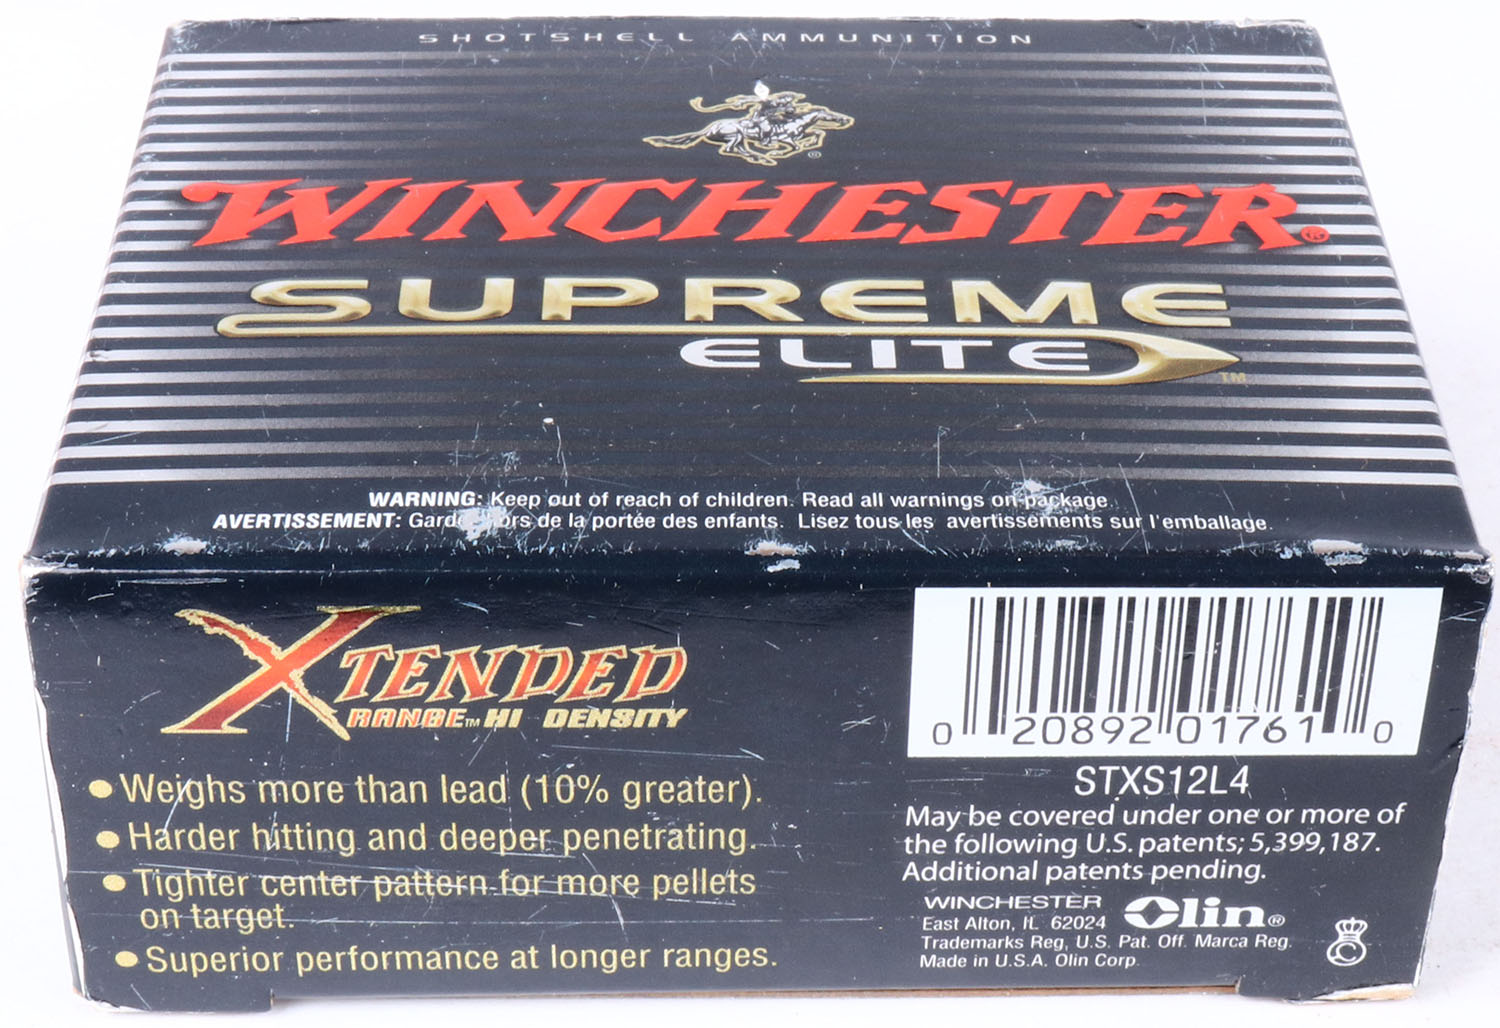 SHOTSHELL AMMUNITION
WINCHESTER®
SUPREME
ELITE™
WARNING: Keep out of reach of children. Read all warnings on package.
AVERTISSEMENT: Garder hors de la portée des enfants. Lisez tous les avertissements sur l'emballage.
XTENDED
RANGE™ HI DENSITY
• Weighs more than lead (10% greater).
• Harder hitting and deeper penetrating.
• Tighter center pattern for more pellets
on target.
• Superior performance at longer ranges.
0 20892 01761 0
STXS12L4
May be covered under one or more of
the following U.S. patents; 5,399,187.
Additional patents pending.
WINCHESTER
East Alton, IL 62024
Olin®
Trademarks Reg, U.S. Pat. Off. Marca Reg.
Made in U.S.A. Olin Corp.